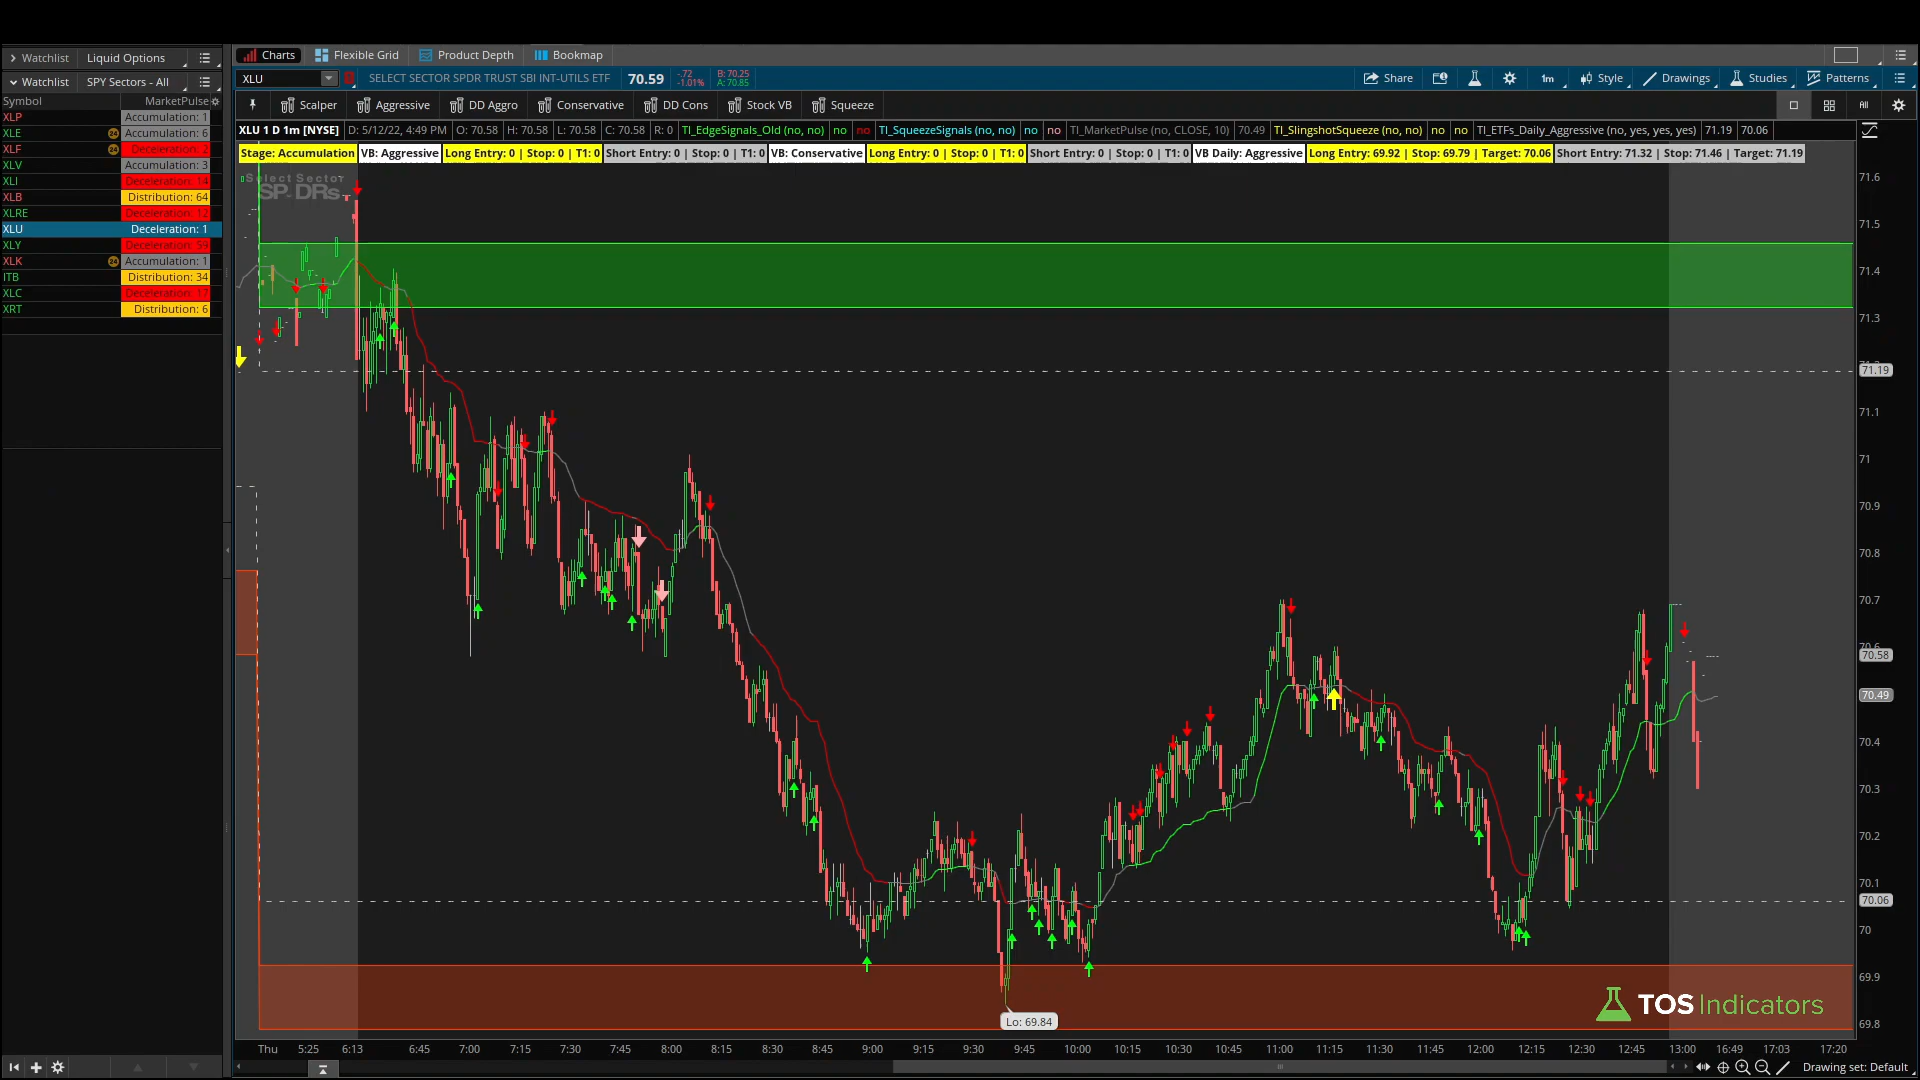 Watchlist Liquid Options
Charts Flexible Grid Product Depth Bookmap
Watchlist SPY Sectors - All
XLU SELECT SECTOR SPDR TRUST SBI INT-UTILS ETF 70.59 -.72 -1.01% B: 70.25 A: 70.85 Share 1m Style Drawings Studies Patterns
Symbol MarketPulse
Scalper Aggressive DD Aggro Conservative DD Cons Stock VB Squeeze All
XLP Accumulation: 1
XLE 24 Accumulation: 6
XLF 24 Deceleration: 2
XLV Accumulation: 3
XLI Deceleration: 14
XLB Distribution: 64
XLRE Deceleration: 12
XLU Deceleration: 1
XLY Deceleration: 59
XLK 24 Accumulation: 1
ITB Distribution: 34
XLC Deceleration: 17
XRT Distribution: 6
XLU 1 D 1m [NYSE] D: 5/12/22, 4:49 PM O: 70.58 H: 70.58 L: 70.58 C: 70.58 R: 0 TI_EdgeSignals_Old (no, no) no no TI_SqueezeSignals (no, no) no no TI_MarketPulse (no, CLOSE, 10) 70.49 TI_SlingshotSqueeze (no, no) no no TI_ETFs_Daily_Aggressive (no, yes, yes, yes) 71.19 70.06
Stage: Accumulation VB: Aggressive Long Entry: 0 | Stop: 0 | T1: 0 Short Entry: 0 | Stop: 0 | T1: 0 VB: Conservative Long Entry: 0 | Stop: 0 | T1: 0 Short Entry: 0 | Stop: 0 | T1: 0 VB Daily: Aggressive Long Entry: 69.92 | Stop: 69.79 | Target: 70.06 Short Entry: 71.32 | Stop: 71.46 | Target: 71.19
Select Sector
SPDRs
71.6
71.5
71.4
71.3
71.19
71.1
71
70.9
70.8
70.7
70.58
70.49
70.4
70.3
70.2
70.1
70.06
70
69.9
69.8
TOS Indicators
Lo: 69.84
Thu 5:25 6:13 6:45 7:00 7:15 7:30 7:45 8:00 8:15 8:30 8:45 9:00 9:15 9:30 9:45 10:00 10:15 10:30 10:45 11:00 11:15 11:30 11:45 12:00 12:15 12:30 12:45 13:00 16:49 17:03 17:20
Drawing set: Default